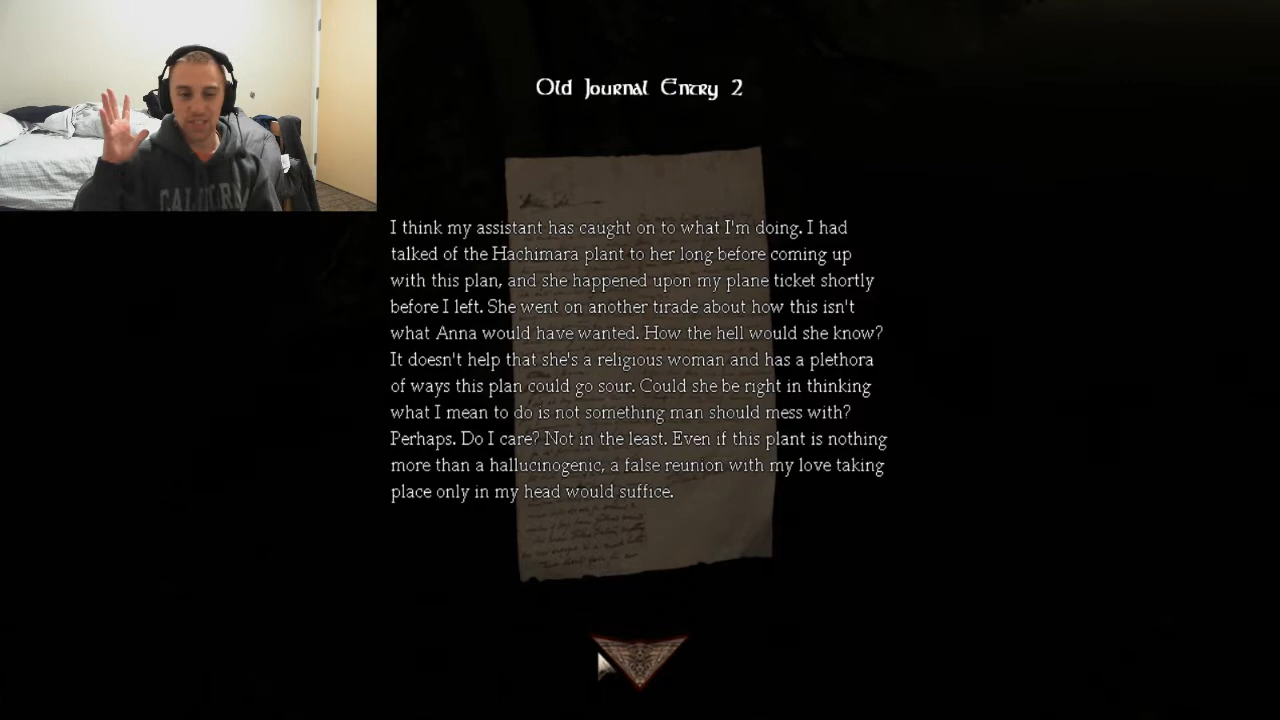 Old Journal Entry 2
I think my assistant has caught on to what I'm doing. I had
talked of the Hachimara plant to her long before coming up
with this plan, and she happened upon my plane ticket shortly
before I left. She went on another tirade about how this isn't
what Anna would have wanted. How the hell would she know?
It doesn't help that she's a religious woman and has a plethora
of ways this plan could go sour. Could she be right in thinking
what I mean to do is not something man should mess with?
Perhaps. Do I care? Not in the least. Even if this plant is nothing
more than a hallucinogenic, a false reunion with my love taking
place only in my head would suffice.